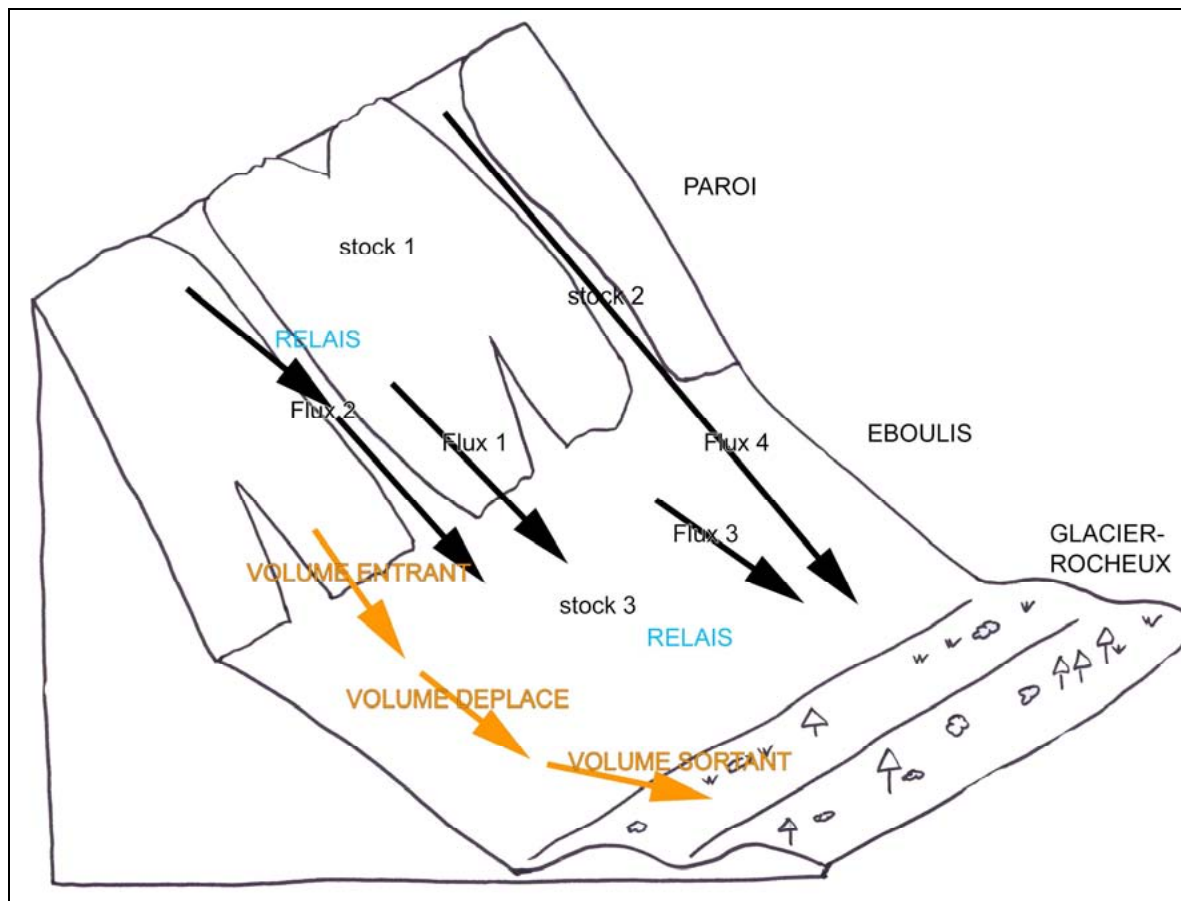 PAROI
stock 1
stock 2
RELAIS
Flux 2
Flux 1
Flux 4
EBOULIS
Flux 3
GLACIER-
ROCHEUX
VOLUME ENTRANT
stock 3
RELAIS
VOLUME DEPLACE
VOLUME SORTANT